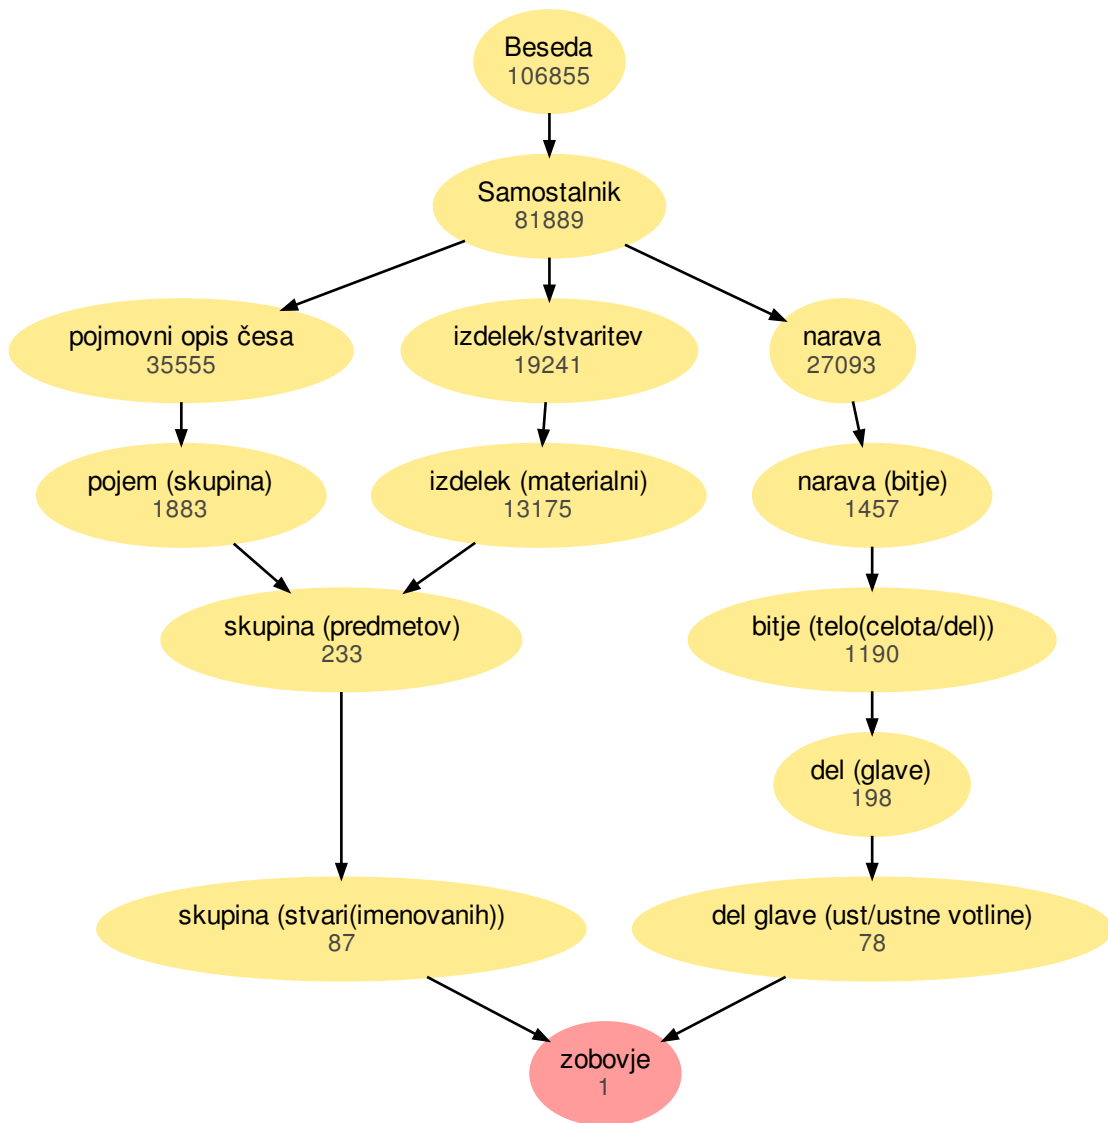 Beseda
106855
Samostalnik
81889
pojmovni opis česa
35555
izdelek/stvaritev
19241
narava
27093
pojem (skupina)
1883
izdelek (materialni)
13175
narava (bitje)
1457
skupina (predmetov)
233
bitje (telo(celota/del))
1190
del (glave)
198
skupina (stvari(imenovanih))
87
del glave (ust/ustne votline)
78
zobovje
1